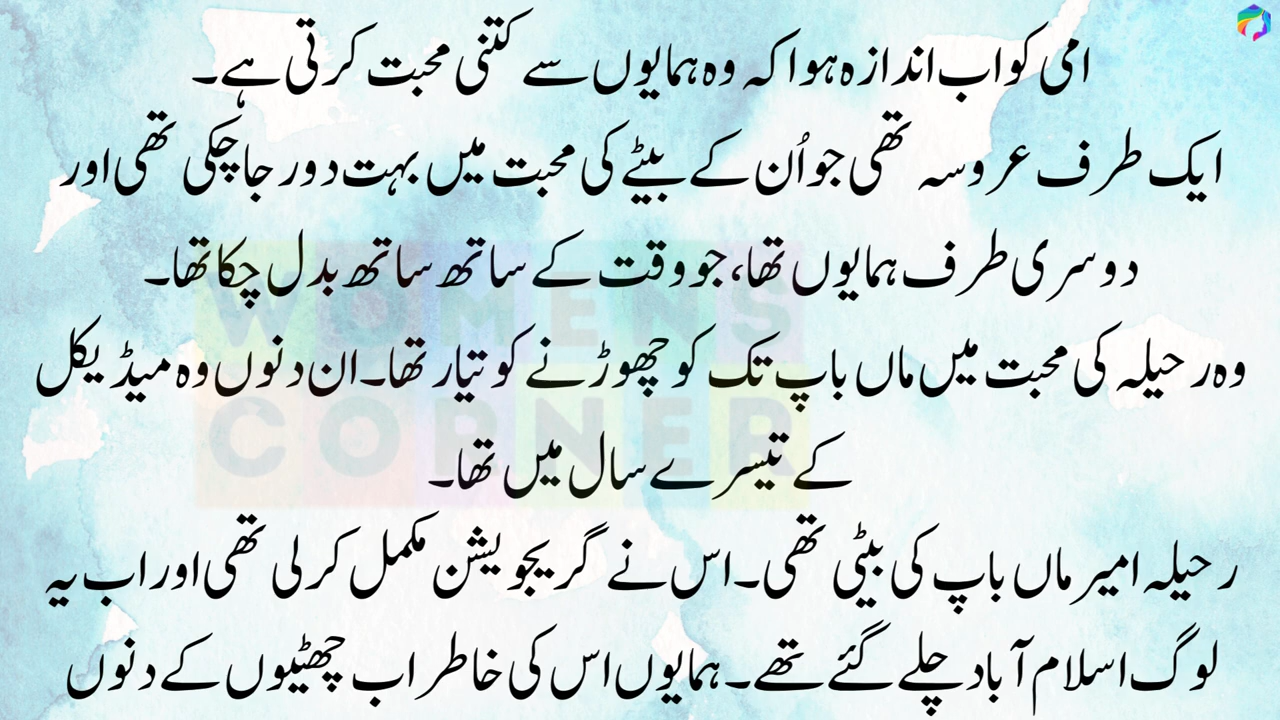 امی کو اب اندازہ ہوا کہ وہ ہمایوں سے کتنی محبت کرتی ہے۔
ایک طرف عروسہ تھی جو اُن کے بیٹے کی محبت میں بہت دور جا چکی تھی اور
دوسری طرف ہمایوں تھا، جو وقت کے ساتھ ساتھ بدل چکا تھا۔
وہ رحیلہ کی محبت میں ماں باپ تک کو چھوڑنے کو تیار تھا۔ ان دنوں وہ میڈیکل
کے تیسرے سال میں تھا۔
رحیلہ امیر ماں باپ کی بیٹی تھی۔ اس نے گریجویشن مکمل کر لی تھی اور اب یہ
لوگ اسلام آباد چلے گئے تھے۔ ہمایوں اس کی خاطر اب چھٹیوں کے دنوں
WOMENS
CORNER